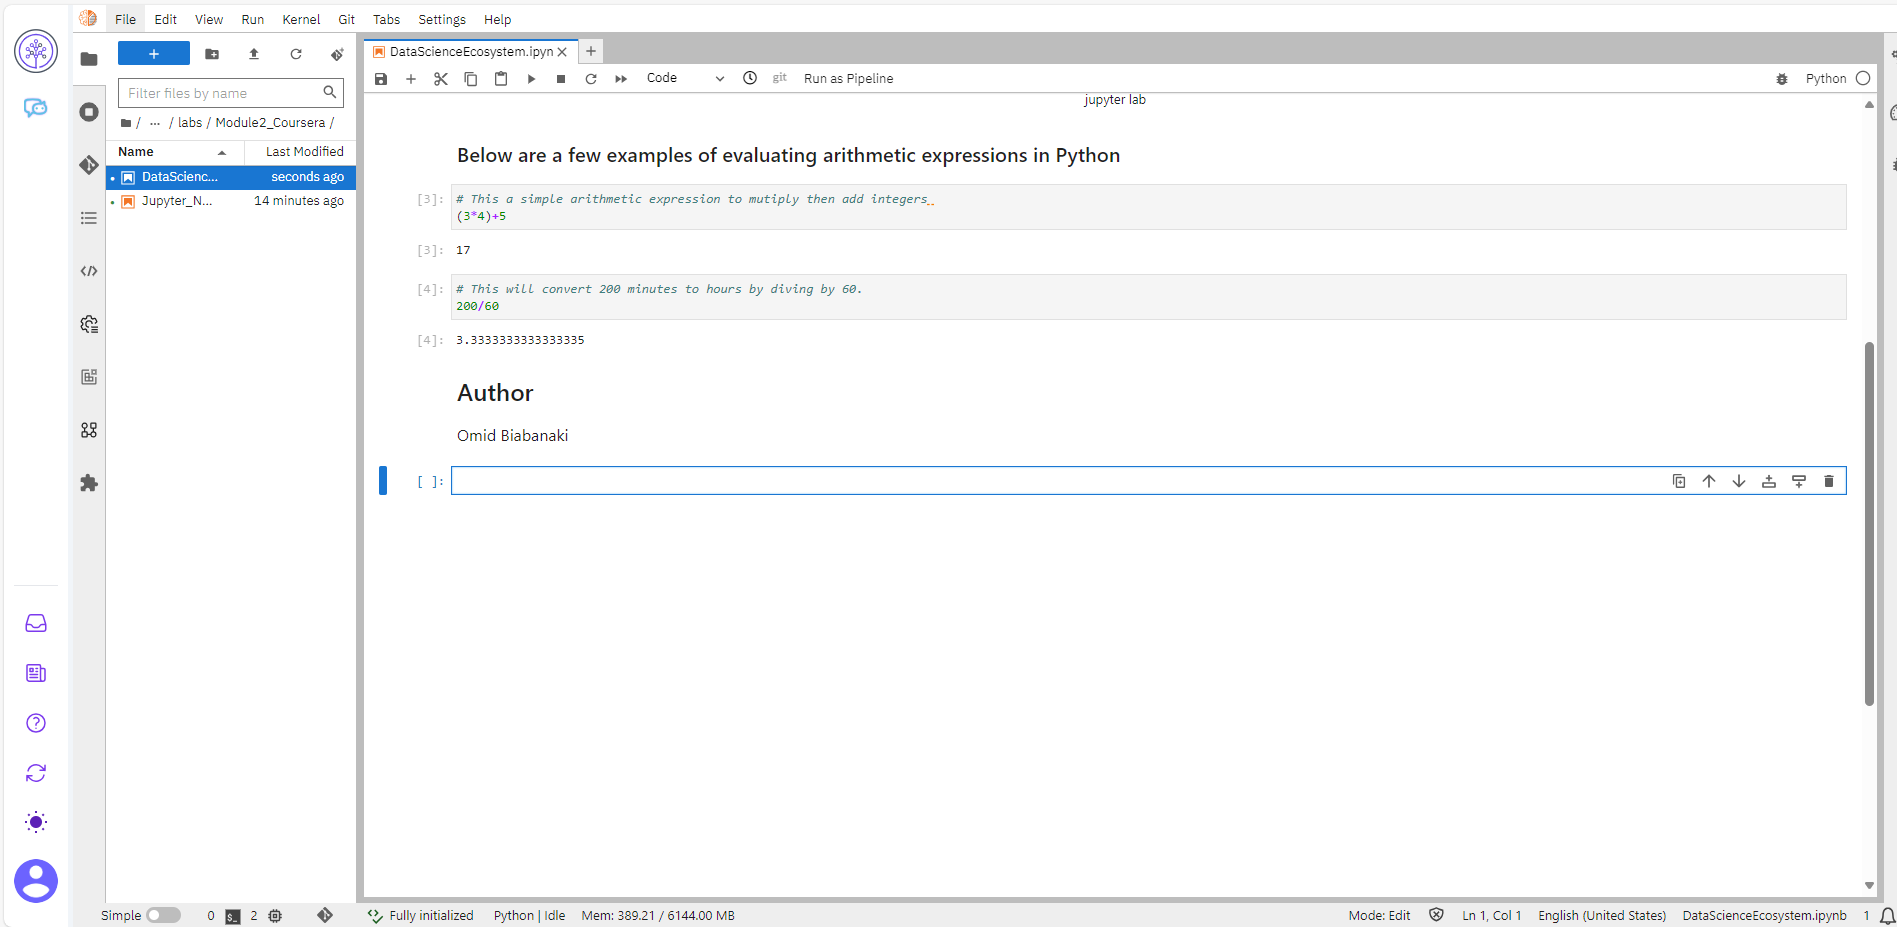 File Edit View Run Kernel Git Tabs Settings Help
Filter files by name
/ ... / labs / Module2_Coursera /
Name Last Modified
DataScienc... seconds ago
Jupyter_N... 14 minutes ago
DataScienceEcosystem.ipyn
Code git Run as Pipeline Python
jupyter lab
Below are a few examples of evaluating arithmetic expressions in Python
[3]: # This a simple arithmetic expression to mutiply then add integers
(3*4)+5
[3]: 17
[4]: # This will convert 200 minutes to hours by diving by 60.
200/60
[4]: 3.3333333333333335
Author
Omid Biabanaki
[ ]:
Simple 0 $_ 2 Fully initialized Python | Idle Mem: 389.21 / 6144.00 MB Mode: Edit Ln 1, Col 1 English (United States) DataScienceEcosystem.ipynb 1